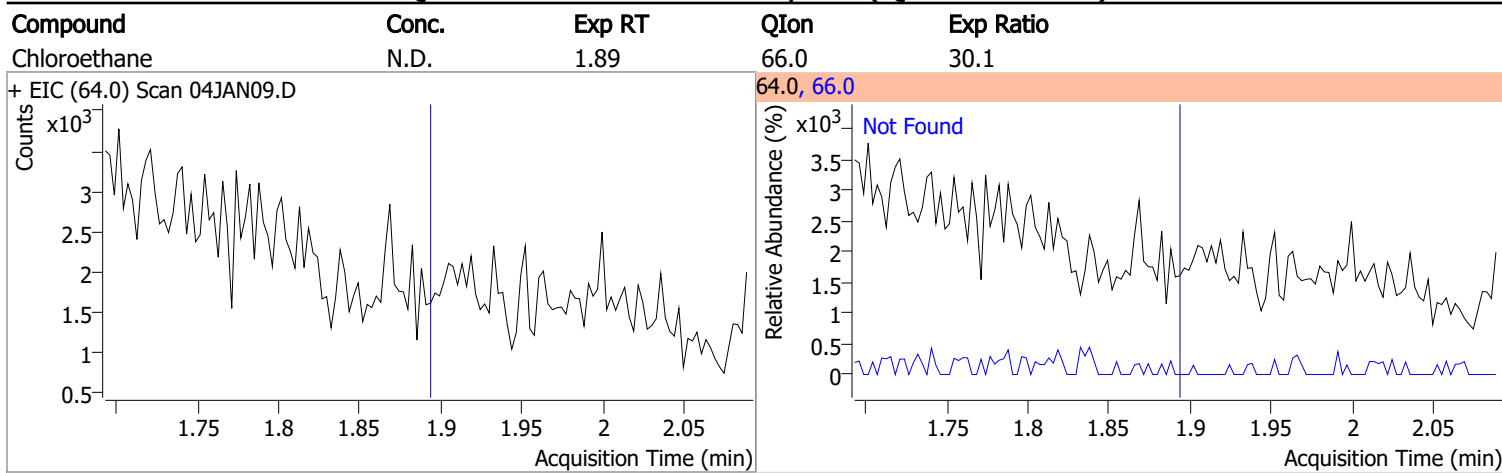 Compound Conc. Exp RT QIon Exp Ratio
Chloroethane N.D. 1.89 66.0 30.1
+ EIC (64.0) Scan 04JAN09.D
Counts
x10³
3
2.5
2
1.5
1
0.5
1.75 1.8 1.85 1.9 1.95 2 2.05
Acquisition Time (min)
64.0, 66.0
Relative Abundance (%)
x10³
Not Found
3.5
3
2.5
2
1.5
1
0.5
0
1.75 1.8 1.85 1.9 1.95 2 2.05
Acquisition Time (min)